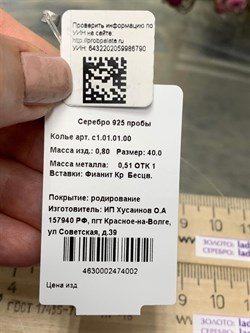 Проверить информацию по
УИН на сайте
http://probpalata.ru
УИН: 6432202059986790
Серебро 925 пробы
Колье арт. с1.01.01.00
Масса изд.: 0,80 Размер: 40.0
Масса металла: 0,51 ОТК 1
Вставки: Фианит Кр Бесцв.
Покрытие: родирование
Изготовитель: ИП Хусаинов О.А
157940 РФ, пгт Красное-на-Волге,
ул Советская, д.39
4630002474002
Цена изд
ЗОЛОТО: lad
СЕРЕБРО: lad
ЗОЛОТО:
СЕРЕБРО: